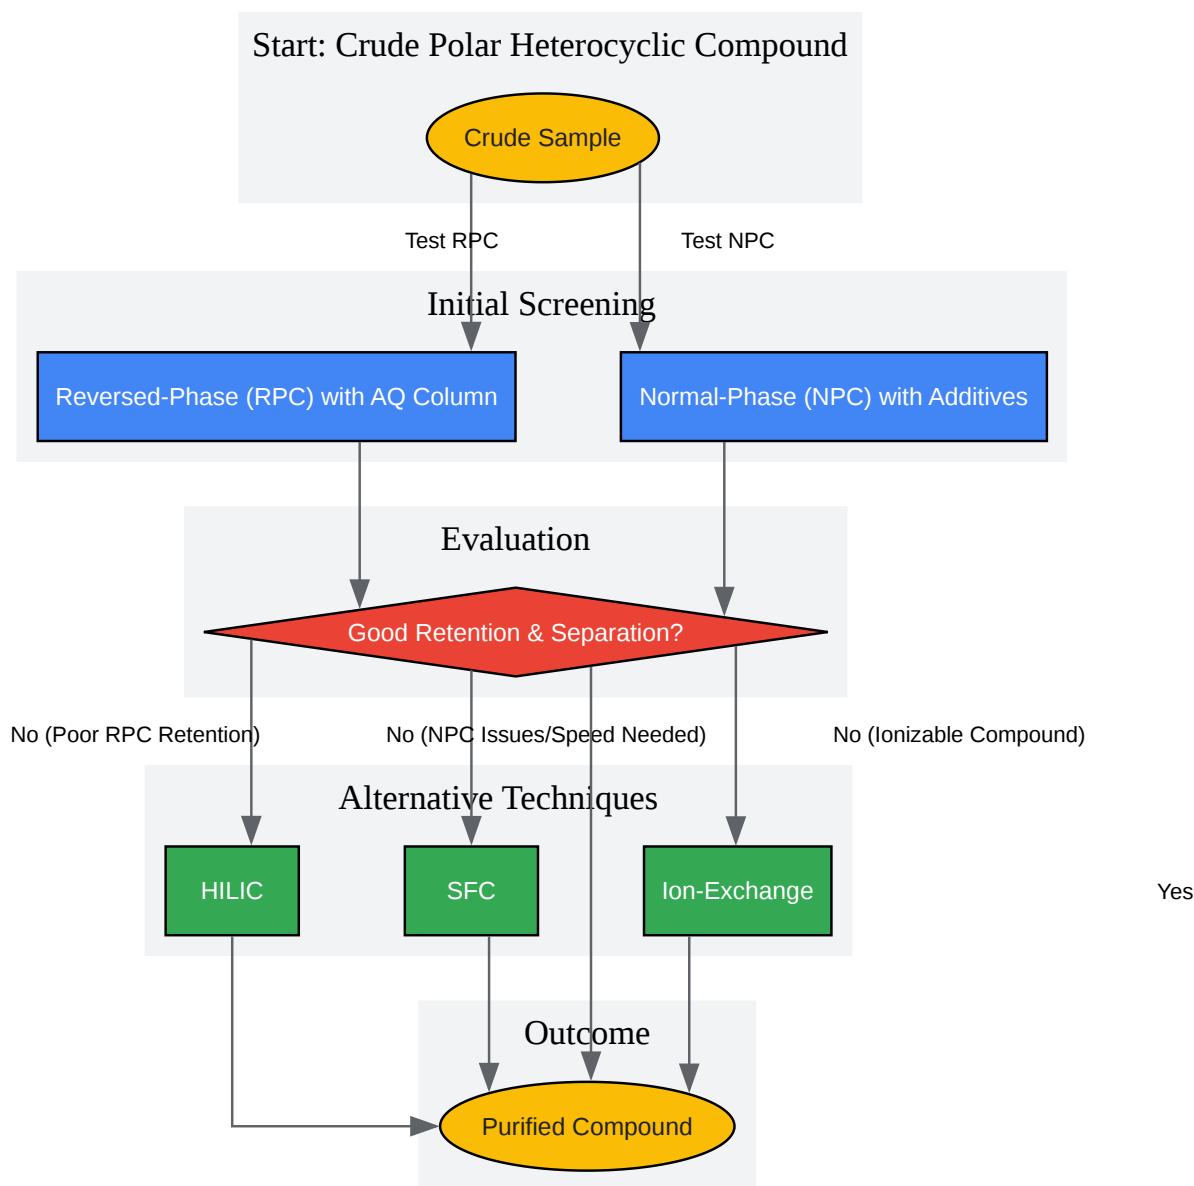 Start: Crude Polar Heterocyclic Compound
Crude Sample
Test RPC
Test NPC
Initial Screening
Reversed-Phase (RPC) with AQ Column
Normal-Phase (NPC) with Additives
Evaluation
Good Retention & Separation?
No (Poor RPC Retention)
No (NPC Issues/Speed Needed)
No (Ionizable Compound)
Alternative Techniques
HILIC
SFC
Ion-Exchange
Yes
Outcome
Purified Compound